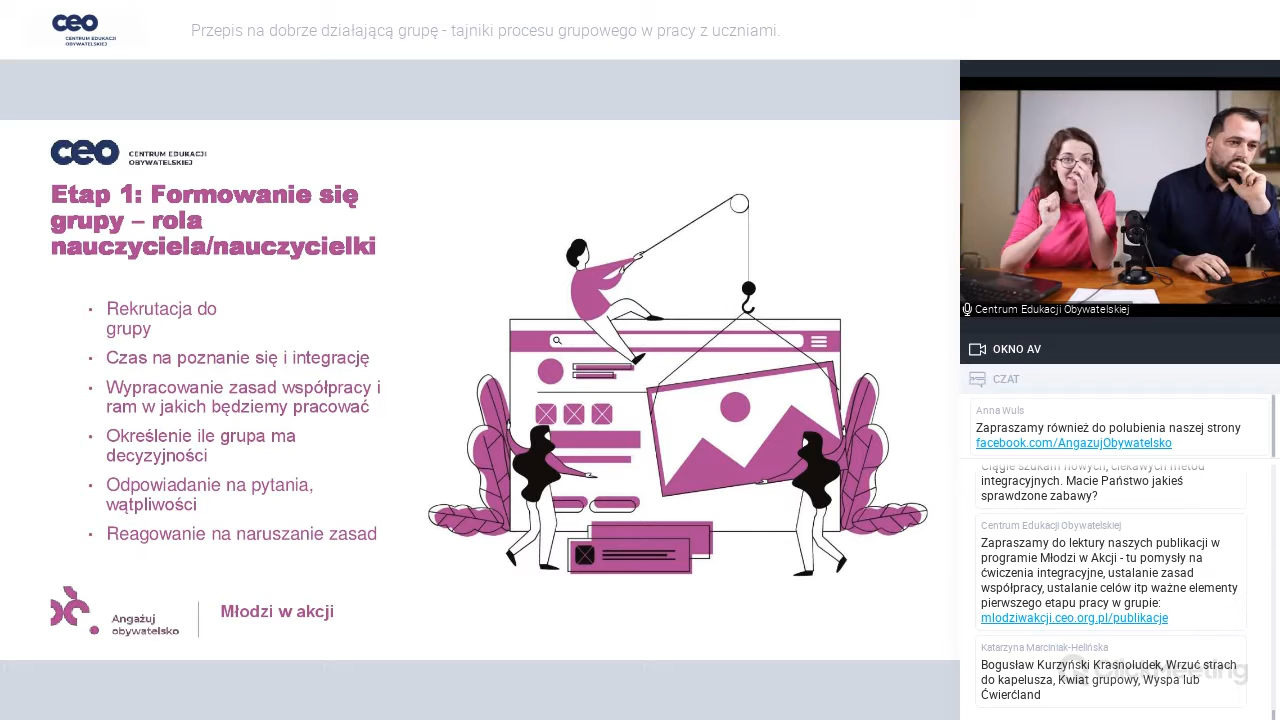 ceo
CENTRUM EDUKACJI
OBYWATELSKIEJ
Przepis na dobrze działającą grupę - tajniki procesu grupowego w pracy z uczniami.
ceo
CENTRUM EDUKACJI
OBYWATELSKIEJ
Etap 1: Formowanie się
grupy – rola
nauczyciela/nauczycielki
• Rekrutacja do
grupy
• Czas na poznanie się i integrację
• Wypracowanie zasad współpracy i
ram w jakich będziemy pracować
• Określenie ile grupa ma
decyzyjności
• Odpowiadanie na pytania,
wątpliwości
• Reagowanie na naruszanie zasad
Angażuj
obywatelsko
Młodzi w akcji
Centrum Edukacji Obywatelskiej
OKNO AV
CZAT
Anna Wuls
Zapraszamy również do polubienia naszej strony
facebook.com/AngazujObywatelsko
Ciągle szukam nowych, ciekawych metod
integracyjnych. Macie Państwo jakieś
sprawdzone zabawy?
Centrum Edukacji Obywatelskiej
Zapraszamy do lektury naszych publikacji w
programie Młodzi w Akcji - tu pomysły na
ćwiczenia integracyjne, ustalanie zasad
współpracy, ustalanie celów itp ważne elementy
pierwszego etapu pracy w grupie:
mlodziwakcji.ceo.org.pl/publikacje
Katarzyna Marciniak-Helińska
Bogusław Kurzyński Krasnoludek, Wrzuć strach
do kapelusza, Kwiat grupowy, Wyspa lub
Ćwierćland
ClickMeeting